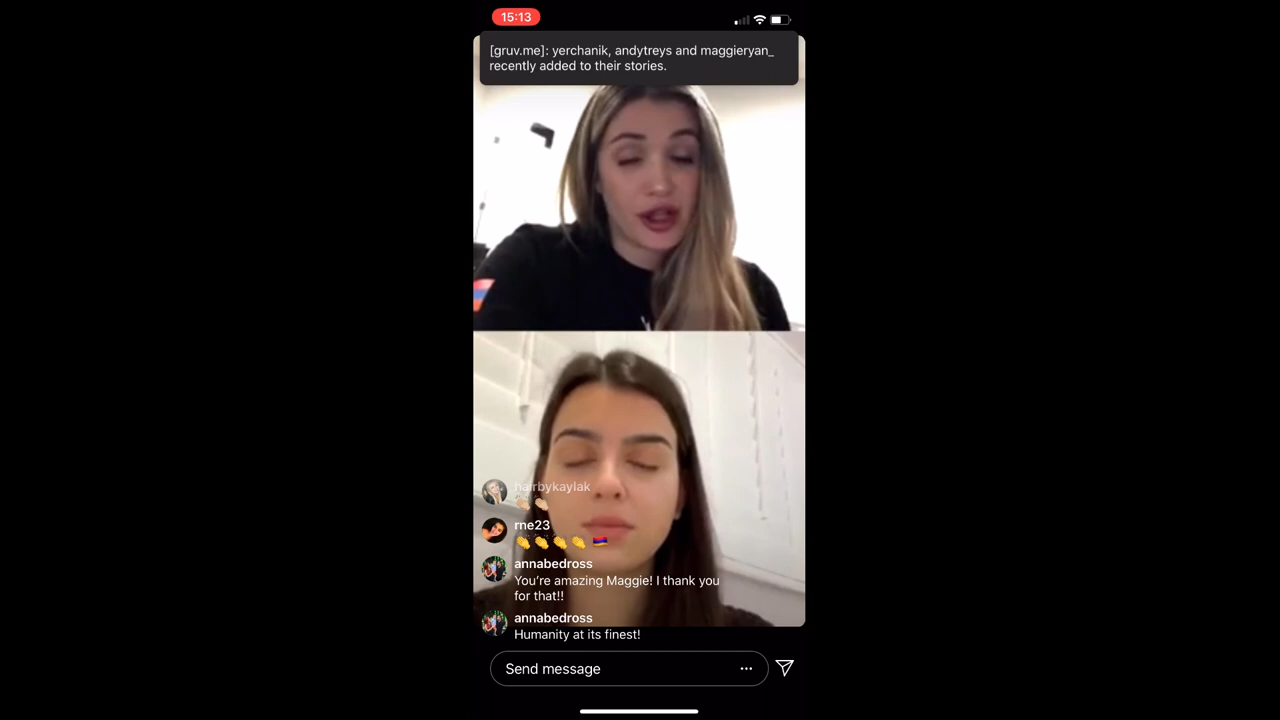 15:13
[gruv.me]: yerchanik, andytreys and maggieryan_
recently added to their stories.
hairbykaylak
rne23
annabedross
You're amazing Maggie! I thank you
for that!!
annabedross
Humanity at its finest!
Send message